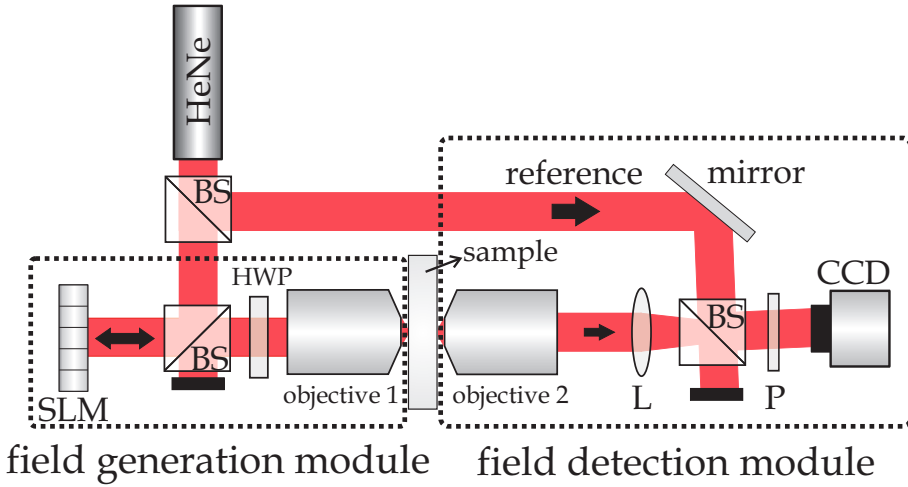 HeNe
BS
reference
mirror
sample
HWP
CCD
BS
BS
SLM
objective 1
objective 2
L
P
field generation module
field detection module